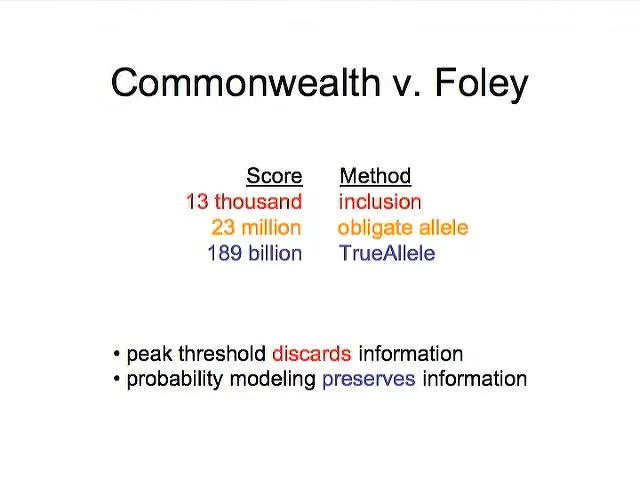 Commonwealth v. Foley
Score Method
13 thousand inclusion
23 million obligate allele
189 billion TrueAllele
• peak threshold discards information
• probability modeling preserves information